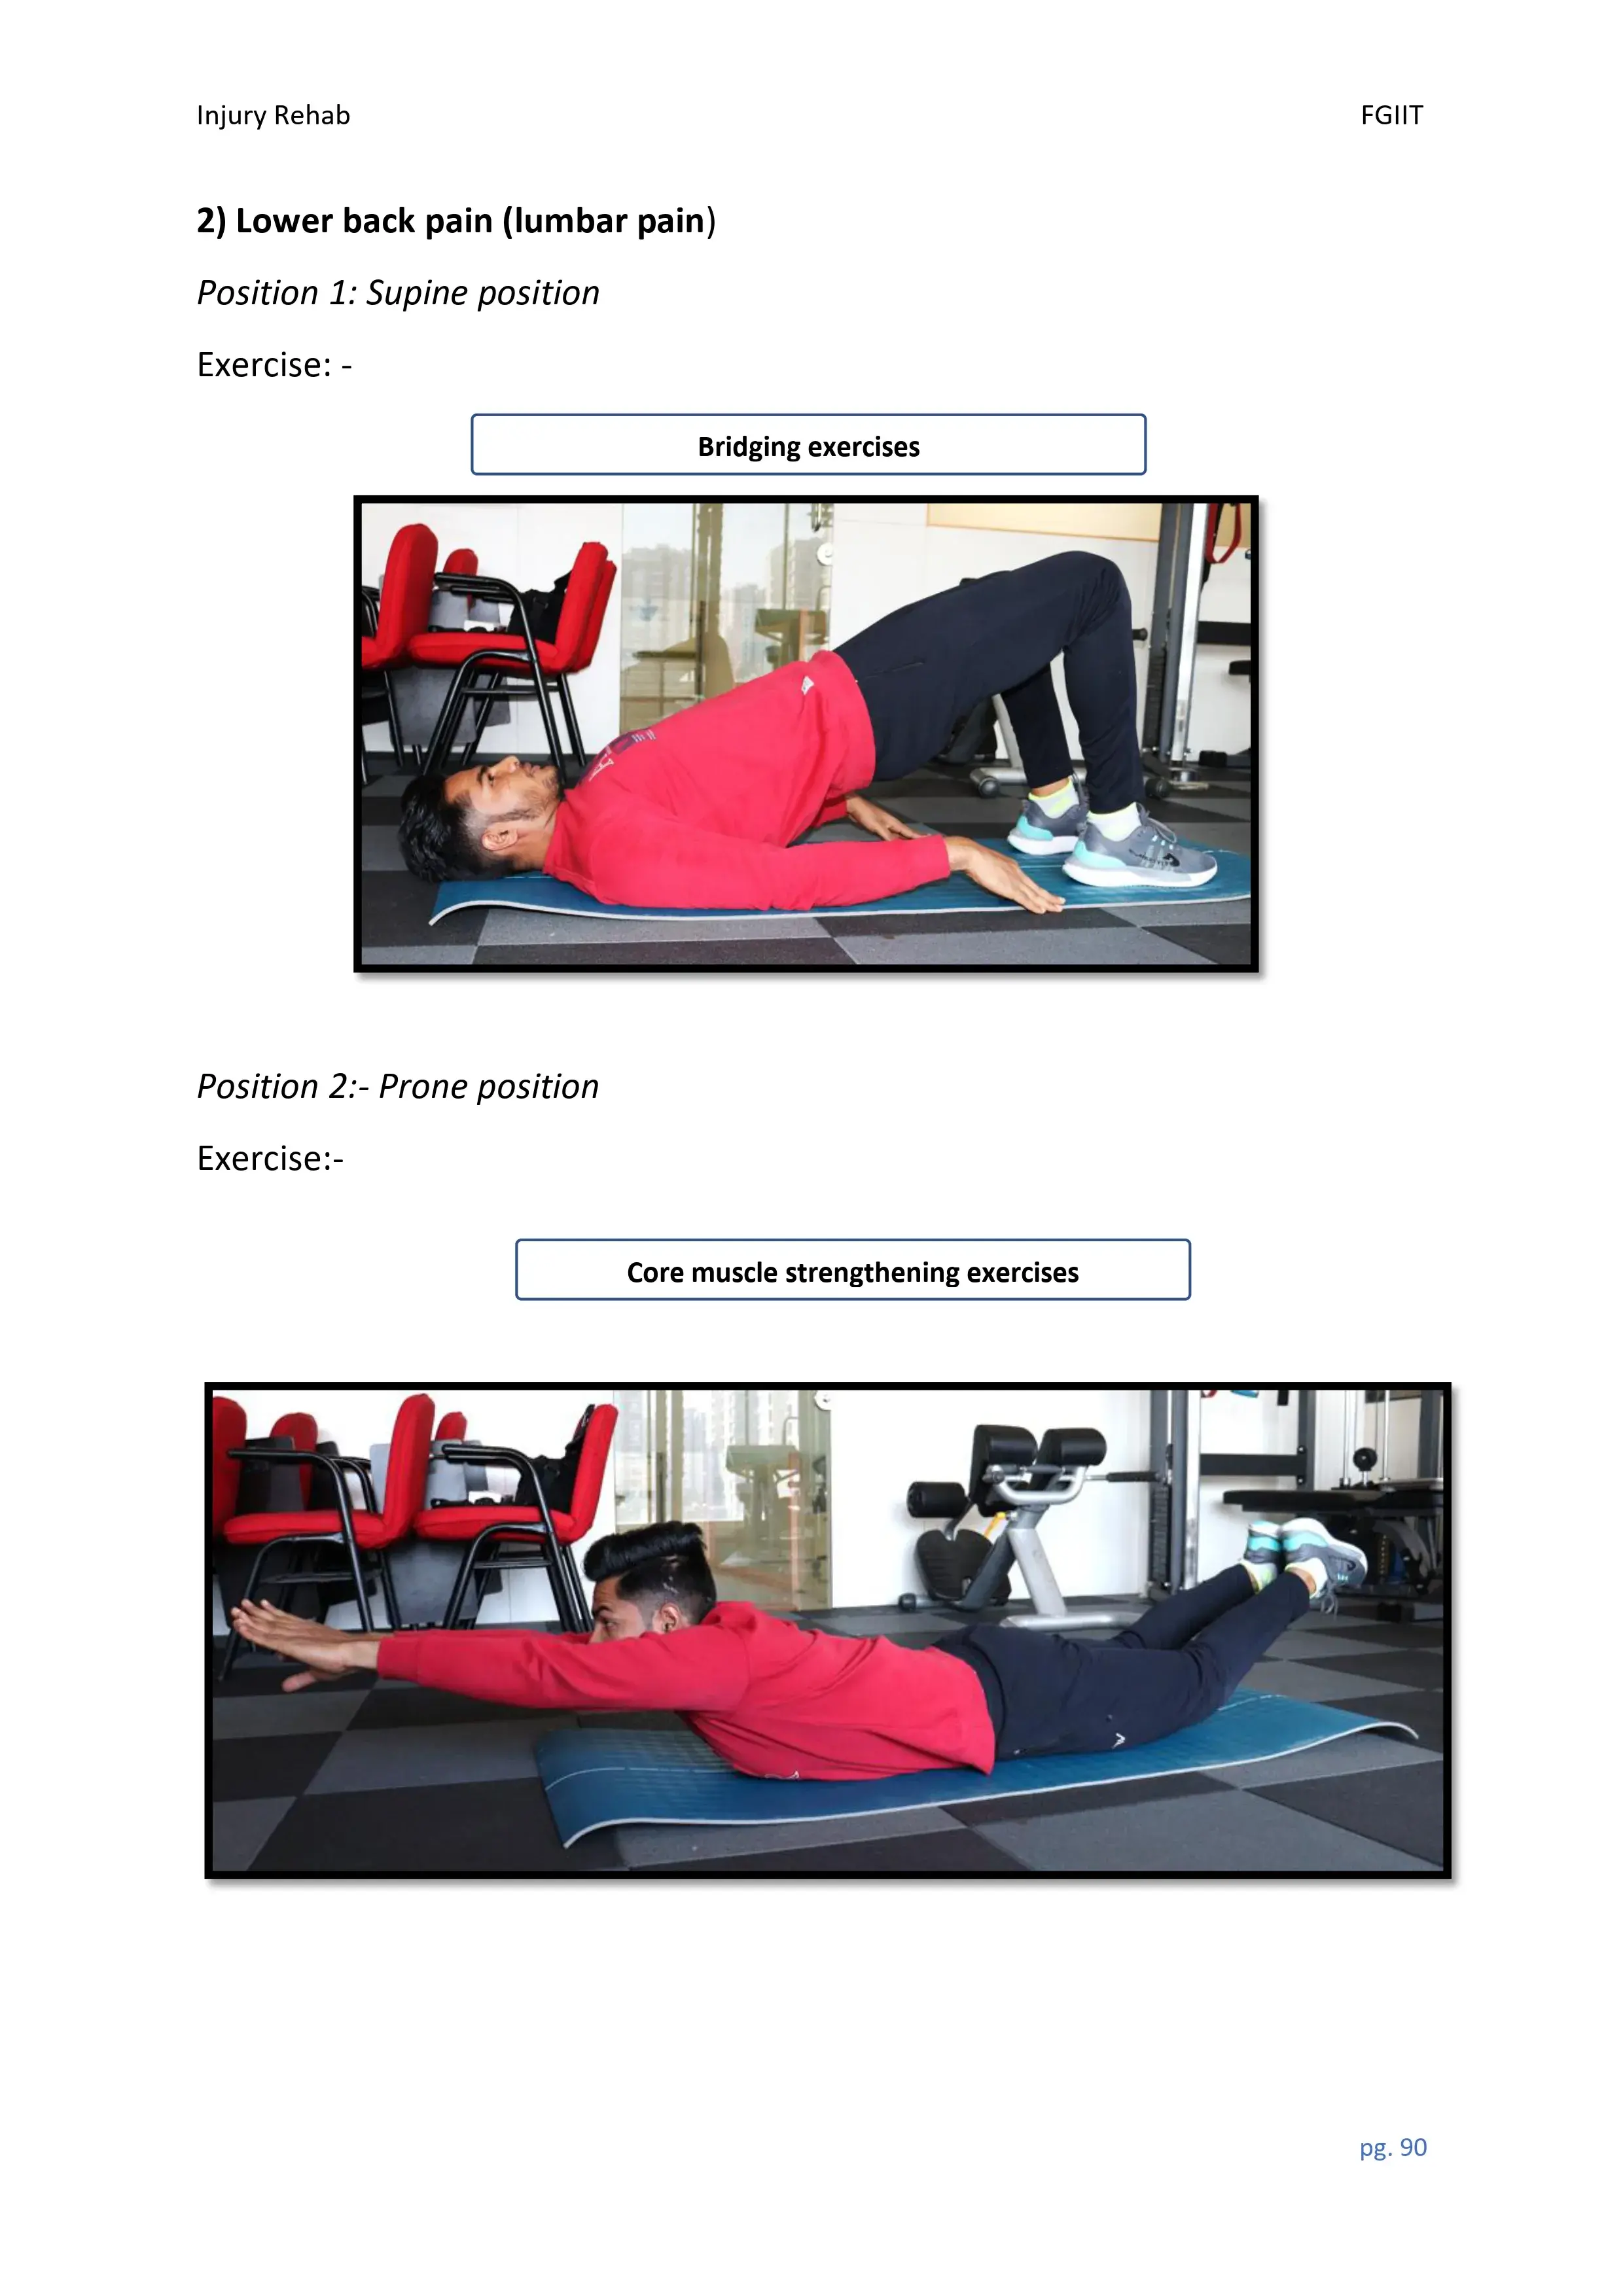 Injury Rehab FGIIT
2) Lower back pain (lumbar pain)
Position 1: Supine position
Exercise: -
Bridging exercises
Position 2:- Prone position
Exercise:-
Core muscle strengthening exercises
pg. 90